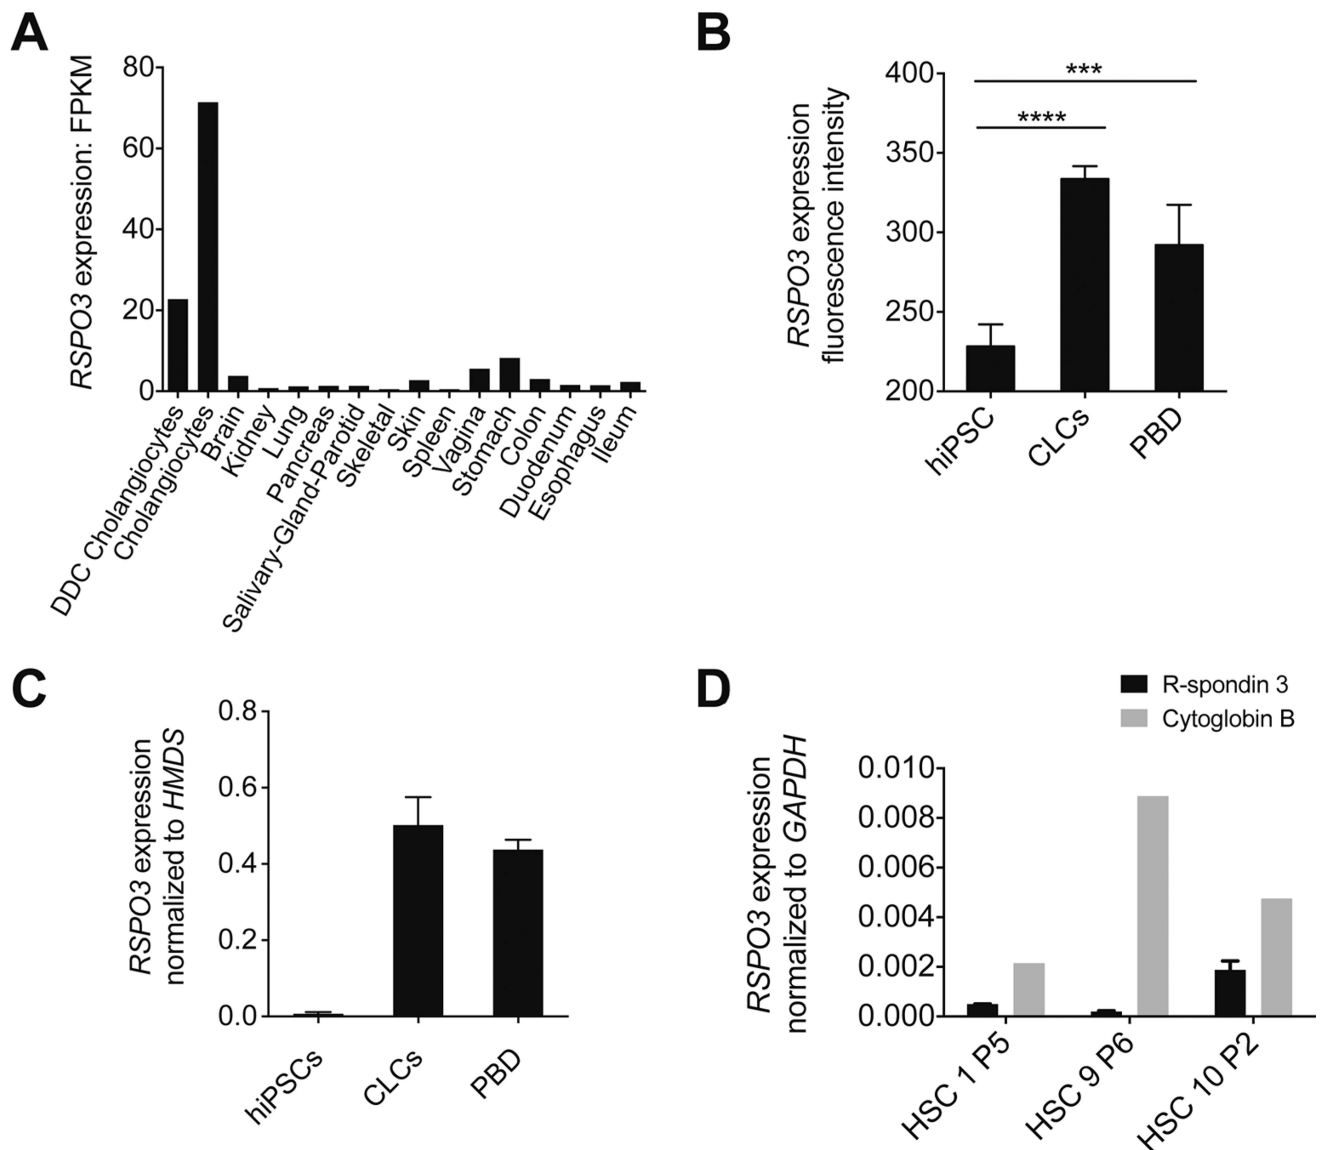 A
RSPO3 expression: FPKM
80
60
40
20
0
DDC Cholangiocytes
Cholangiocytes
Brain
Kidney
Lung
Pancreas
Salivary-Gland-Parotid
Skeletal
Skin
Spleen
Vagina
Stomach
Colon
Duodenum
Esophagus
Ileum
B
RSPO3 expression
fluorescence intensity
400
350
300
250
200
***
****
hiPSC
CLCs
PBD
C
RSPO3 expression
normalized to HMDS
0.8
0.6
0.4
0.2
0.0
hiPSCs
CLCs
PBD
D
R-spondin 3
Cytoglobin B
RSPO3 expression
normalized to GAPDH
0.010
0.008
0.006
0.004
0.002
0.000
HSC 1 P5
HSC 9 P6
HSC 10 P2